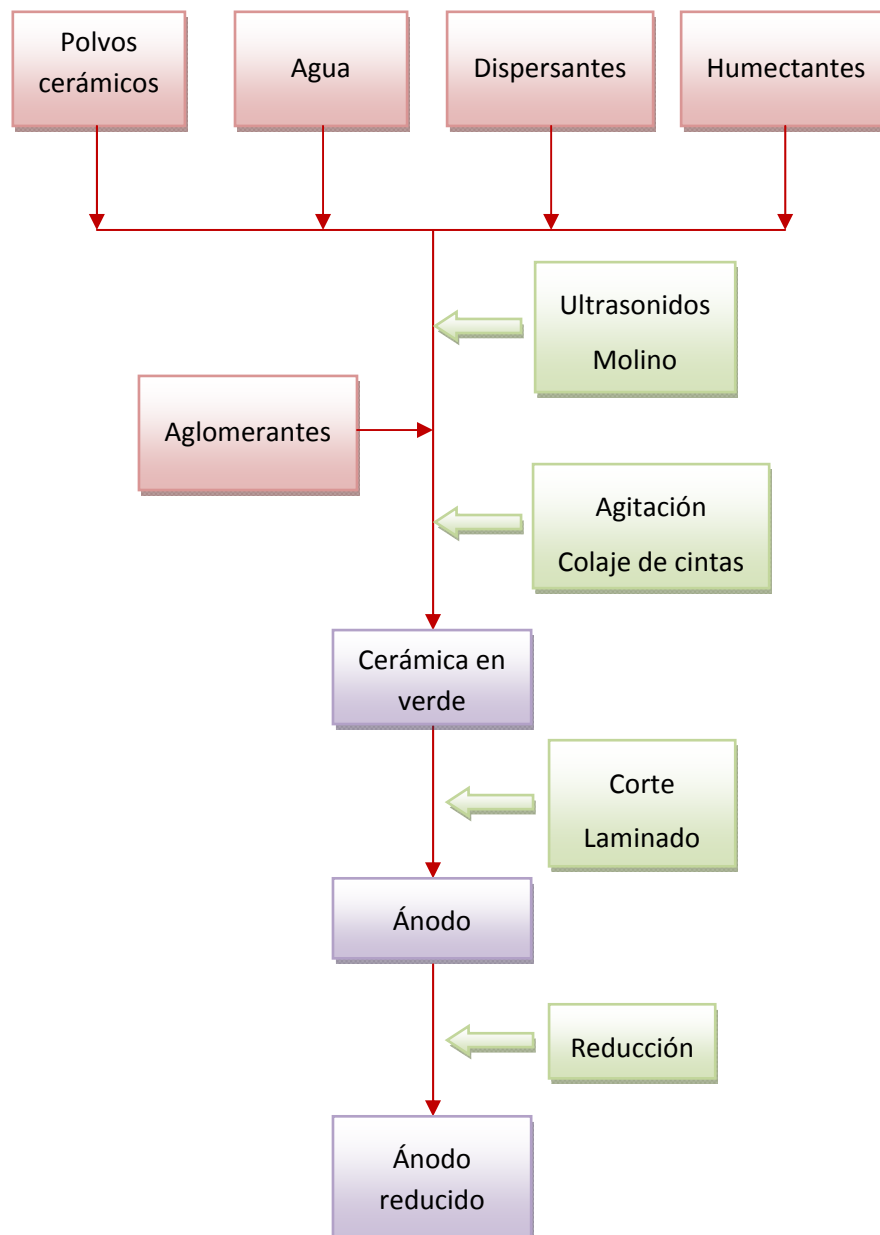 Polvos
cerámicos
Agua
Dispersantes
Humectantes
Ultrasonidos
Molino
Aglomerantes
Agitación
Colaje de cintas
Cerámica en
verde
Corte
Laminado
Ánodo
Reducción
Ánodo
reducido